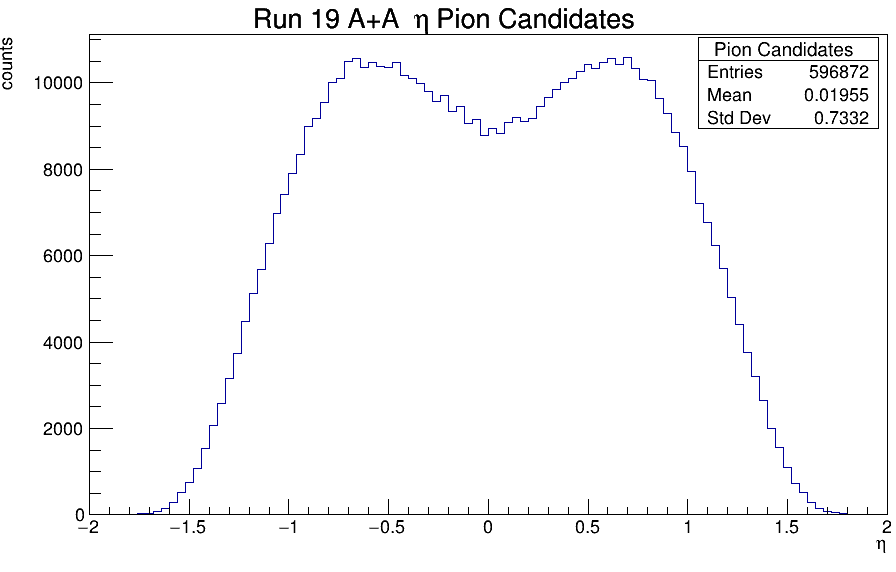 Run 19 A+A η Pion Candidates
counts
Pion Candidates
Entries 596872
Mean 0.01955
Std Dev 0.7332
10000
8000
6000
4000
2000
0
−2 −1.5 −1 −0.5 0 0.5 1 1.5 2
η